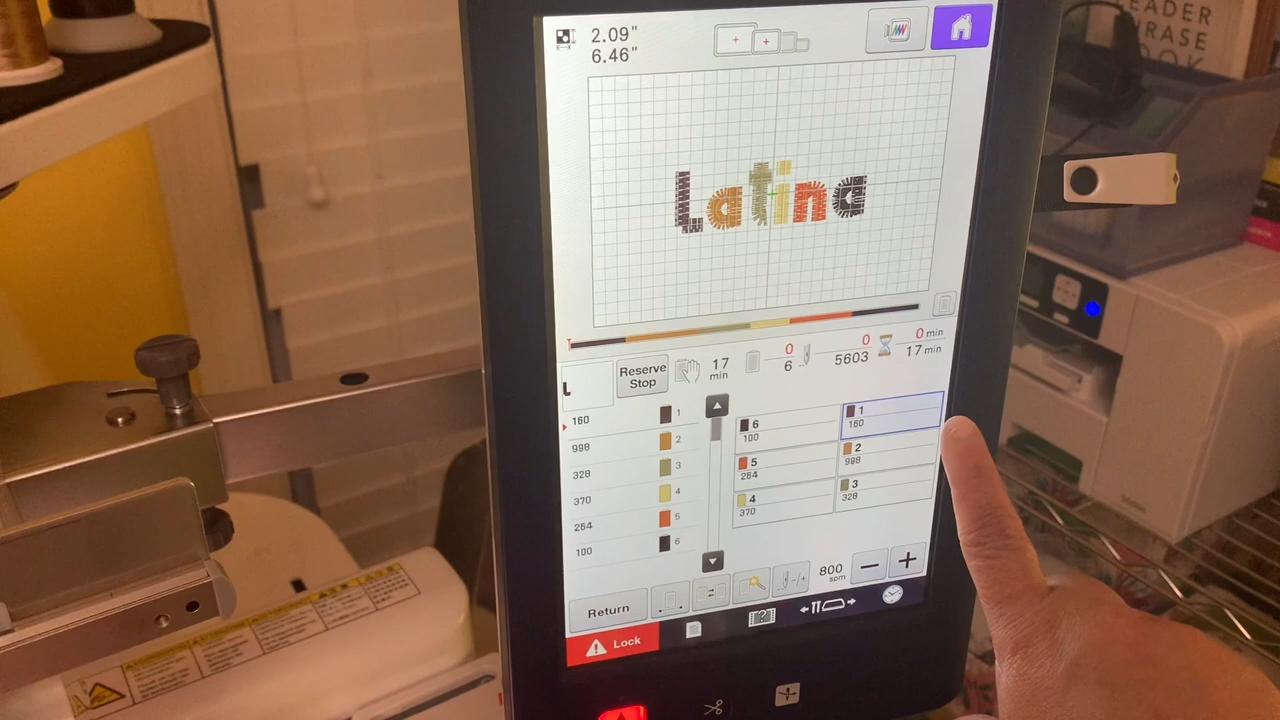 LEADER
PHRASE
BOOK
2.09"
6.46"
Latina
0 min
17 min
0
5603
0
6
17
min
Reserve
Stop
L
160 1
998 2
328 3
370 4
264 5
100 6
6
100
1
160
5
264
2
998
4
370
3
328
800
spm
Return
Lock